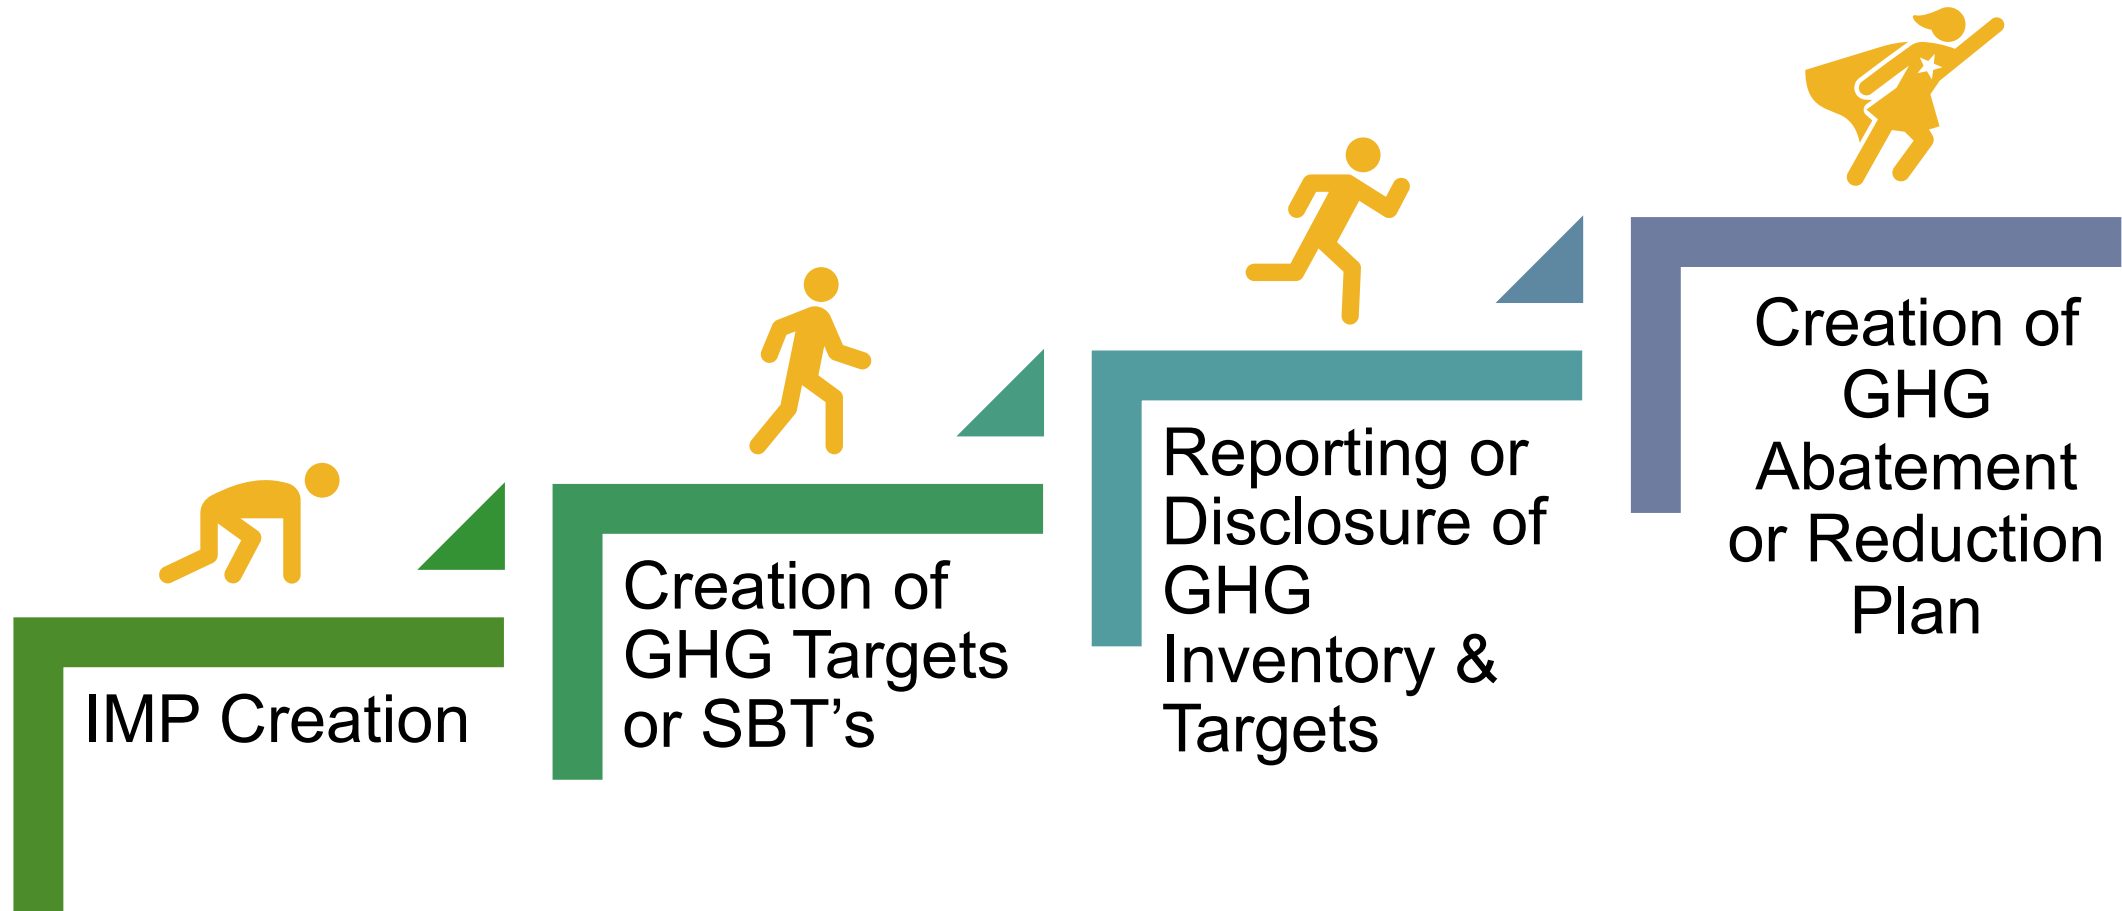 IMP Creation
Creation of
GHG Targets
or SBT’s
Reporting or
Disclosure of
GHG
Inventory &
Targets
Creation of
GHG
Abatement
or Reduction
Plan